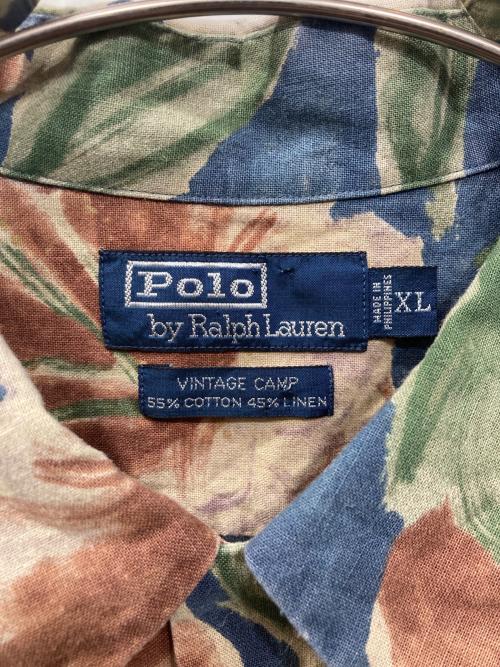 Polo
by Ralph Lauren
MADE IN
PHILIPPINES
XL
VINTAGE CAMP
55% COTTON 45% LINEN